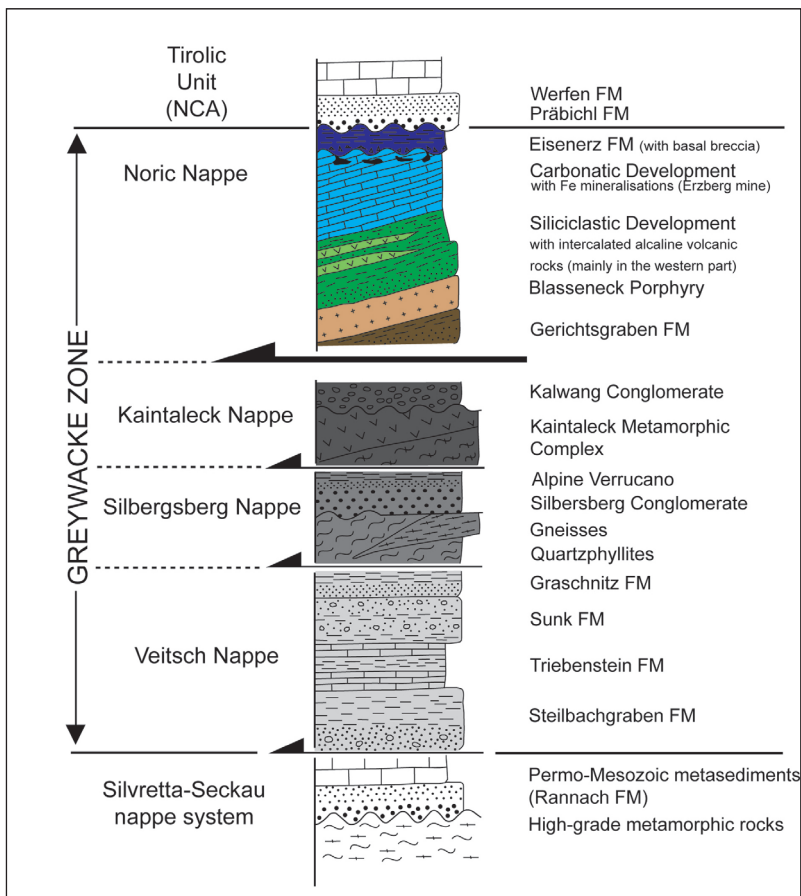 Tirolic
Unit
(NCA)
Werfen FM
Präbichl FM
GREYWACKE ZONE
Noric Nappe
Eisenerz FM (with basal breccia)
Carbonatic Development
with Fe mineralisations (Erzberg mine)
Siliciclastic Development
with intercalated alcaline volcanic
rocks (mainly in the western part)
Blasseneck Porphyry
Gerichtsgraben FM
Kaintaleck Nappe
Kalwang Conglomerate
Kaintaleck Metamorphic
Complex
Silbergsberg Nappe
Alpine Verrucano
Silbersberg Conglomerate
Gneisses
Quartzphyllites
Veitsch Nappe
Graschnitz FM
Sunk FM
Triebenstein FM
Steilbachgraben FM
Silvretta-Seckau
nappe system
Permo-Mesozoic metasediments
(Rannach FM)
High-grade metamorphic rocks